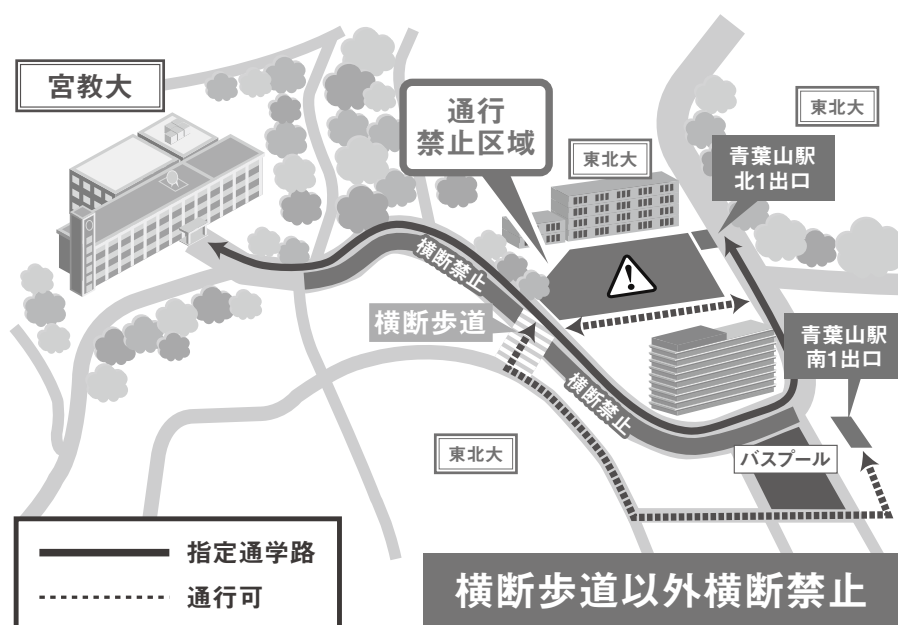 宮教大
通行
禁止区域
東北大
東北大
青葉山駅
北1出口
横断禁止
横断歩道
青葉山駅
南1出口
横断禁止
東北大
バスプール
指定通学路
通行可
横断歩道以外横断禁止